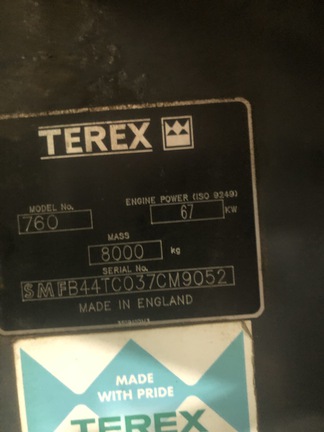 TEREX
MODEL No. ENGINE POWER (ISO 9249)
760 67 KW
MASS
8000 kg
SERIAL No.
SMFB44TC037CM9052
MADE IN ENGLAND
MADE
WITH PRIDE
TEREX